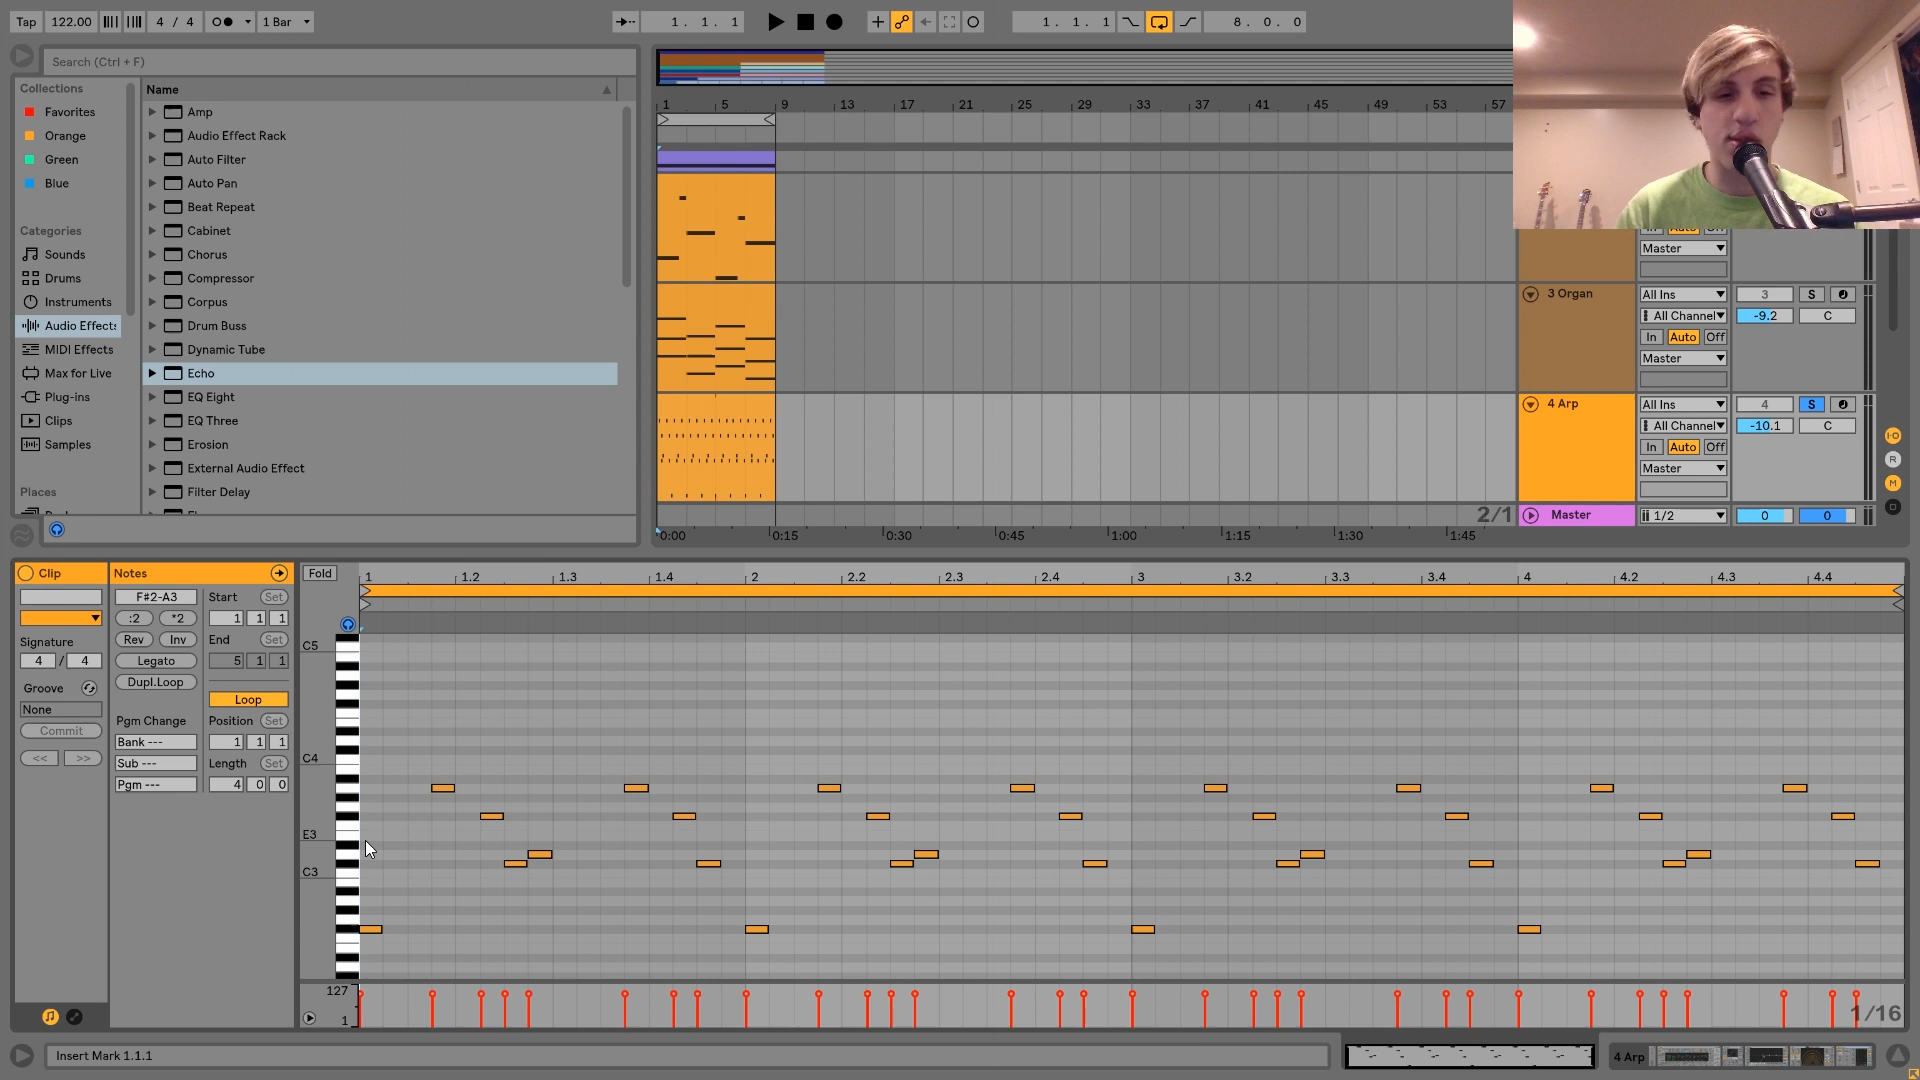 Tap 122.00 4 / 4 1 Bar 1. 1. 1 1. 1. 1 8. 0. 0
Search (Ctrl + F)
Collections
Favorites
Orange
Green
Blue
Categories
Sounds
Drums
Instruments
Audio Effects
MIDI Effects
Max for Live
Plug-ins
Clips
Samples
Places
Name
Amp
Audio Effect Rack
Auto Filter
Auto Pan
Beat Repeat
Cabinet
Chorus
Compressor
Corpus
Drum Buss
Dynamic Tube
Echo
EQ Eight
EQ Three
Erosion
External Audio Effect
Filter Delay
1 5 9 13 17 21 25 29 33 37 41 45 49 53 57
Master
3 Organ All Ins 3 S
All Channel -9.2 C
In Auto Off
Master
4 Arp All Ins 4 S
All Channel -10.1 C
In Auto Off
Master
2/1 Master 1/2 0 0
0:00 0:15 0:30 0:45 1:00 1:15 1:30 1:45
I·O
R
M
Clip
Signature
4 / 4
Groove
None
Commit
<< >>
Notes
F#2-A3
:2 *2
Rev Inv
Legato
Dupl.Loop
Pgm Change
Bank ---
Sub ---
Pgm ---
Start Set
1 1 1
End Set
5 1 1
Loop
Position Set
1 1 1
Length Set
4 0 0
Fold 1 1.2 1.3 1.4 2 2.2 2.3 2.4 3 3.2 3.3 3.4 4 4.2 4.3 4.4
C5
C4
E3
C3
127
1
1/16
Insert Mark 1.1.1
4 Arp